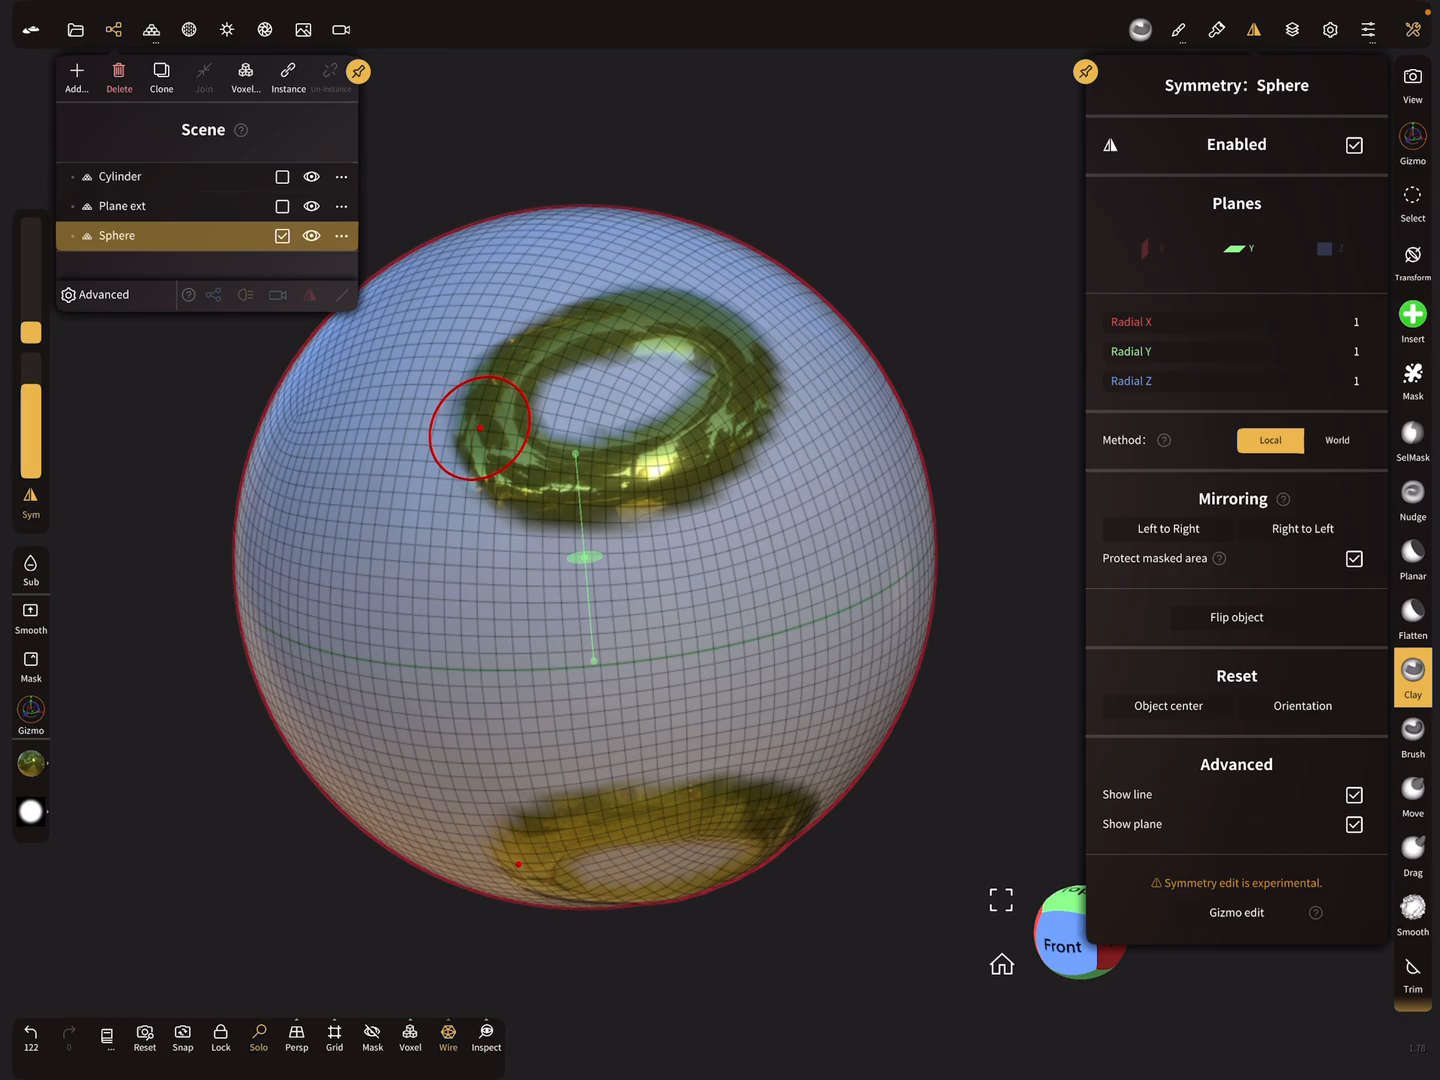 Add...
Delete
Clone
Join
Voxel...
Instance
Un-instance
Scene
Cylinder
Plane ext
Sphere
Advanced
Sym
Sub
Smooth
Mask
Gizmo
Symmetry: Sphere
Enabled
Planes
X
Y
Z
Radial X 1
Radial Y 1
Radial Z 1
Method: Local World
Mirroring
Left to Right Right to Left
Protect masked area
Flip object
Reset
Object center Orientation
Advanced
Show line
Show plane
Symmetry edit is experimental.
Gizmo edit
View
Gizmo
Select
Transform
Insert
Mask
SelMask
Nudge
Planar
Flatten
Clay
Brush
Move
Drag
Smooth
Trim
Front
122
0
...
Reset
Snap
Lock
Solo
Persp
Grid
Mask
Voxel
Wire
Inspect
1.78